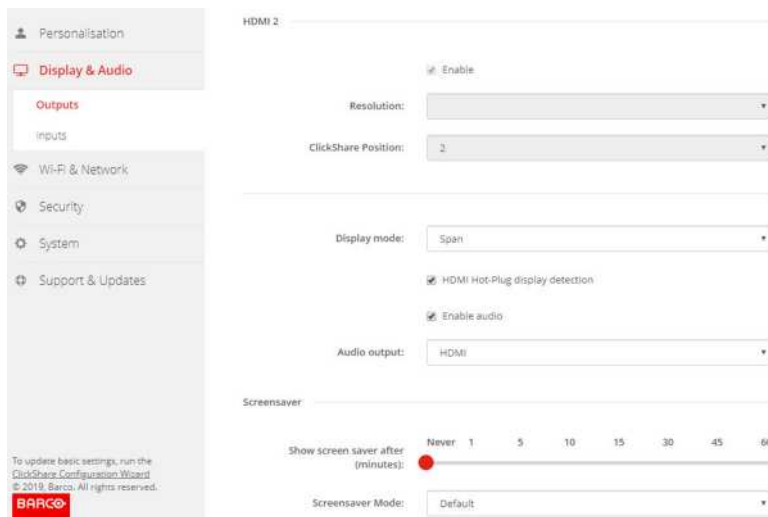 Personalisation
Display & Audio
Outputs
Inputs
Wi-Fi & Network
Security
System
Support & Updates
To update basic settings, run the
ClickShare Configuration Wizard
© 2019, Barco. All rights reserved.
BARCO
HDMI 2
Enable
Resolution:
ClickShare Position: 2
Display mode: Span
HDMI Hot-Plug display detection
Enable audio
Audio output: HDMI
Screensaver
Never 1 5 10 15 30 45 60
Show screen saver after
(minutes):
Screensaver Mode: Default